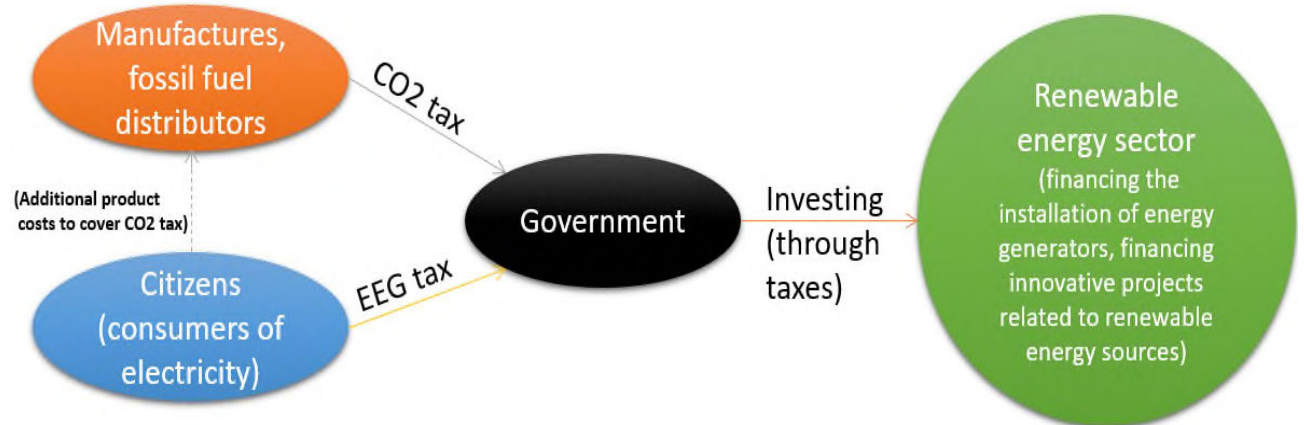 Manufactures,
fossil fuel
distributors
CO2 tax
(Additional product
costs to cover CO2 tax)
Citizens
(consumers of
electricity)
EEG tax
Government
Investing
(through
taxes)
Renewable
energy sector
(financing the
installation of energy
generators, financing
innovative projects
related to renewable
energy sources)